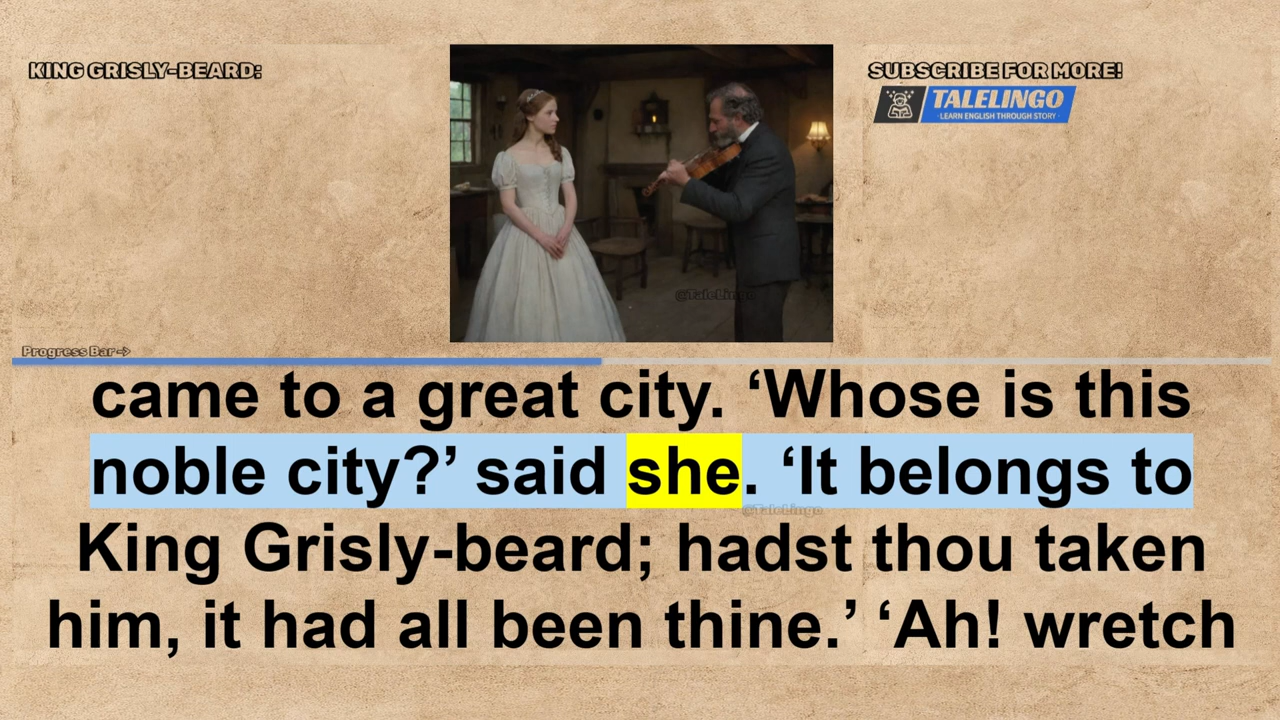 KING GRISLY-BEARD:
SUBSCRIBE FOR MORE!
TALELINGO
· LEARN ENGLISH THROUGH STORY ·
@TaleLingo
Progress Bar->
came to a great city. ‘Whose is this
noble city?’ said she. ‘It belongs to
@TaleLingo
King Grisly-beard; hadst thou taken
him, it had all been thine.’ ‘Ah! wretch